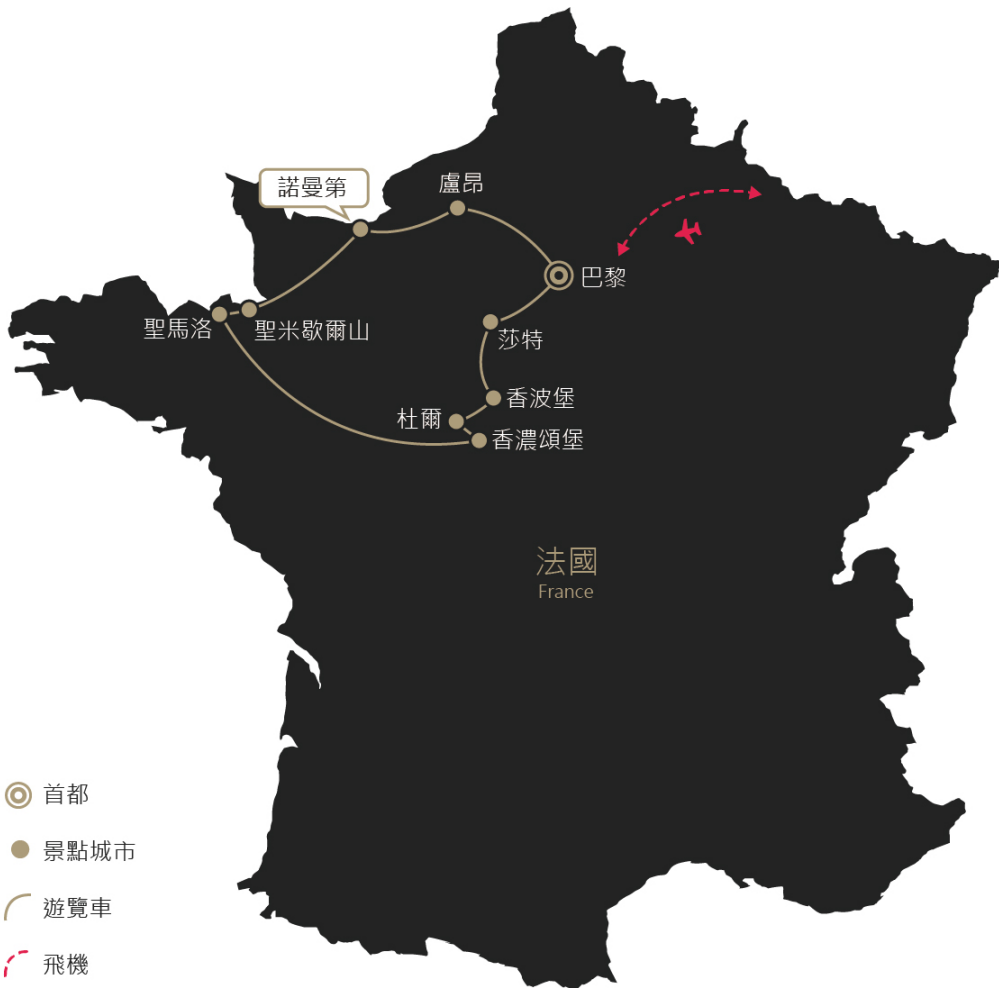 諾曼第
盧昂
巴黎
聖馬洛
聖米歇爾山
莎特
香波堡
杜爾
香濃頌堡
法國
France
首都
景點城市
遊覽車
飛機